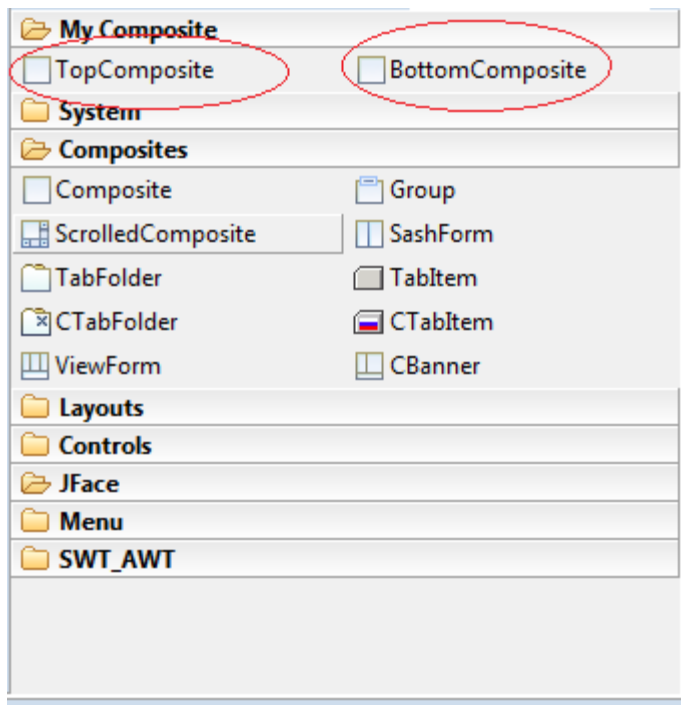 My Composite
TopComposite BottomComposite
System
Composites
Composite Group
ScrolledComposite SashForm
TabFolder TabItem
CTabFolder CTabItem
ViewForm CBanner
Layouts
Controls
JFace
Menu
SWT_AWT